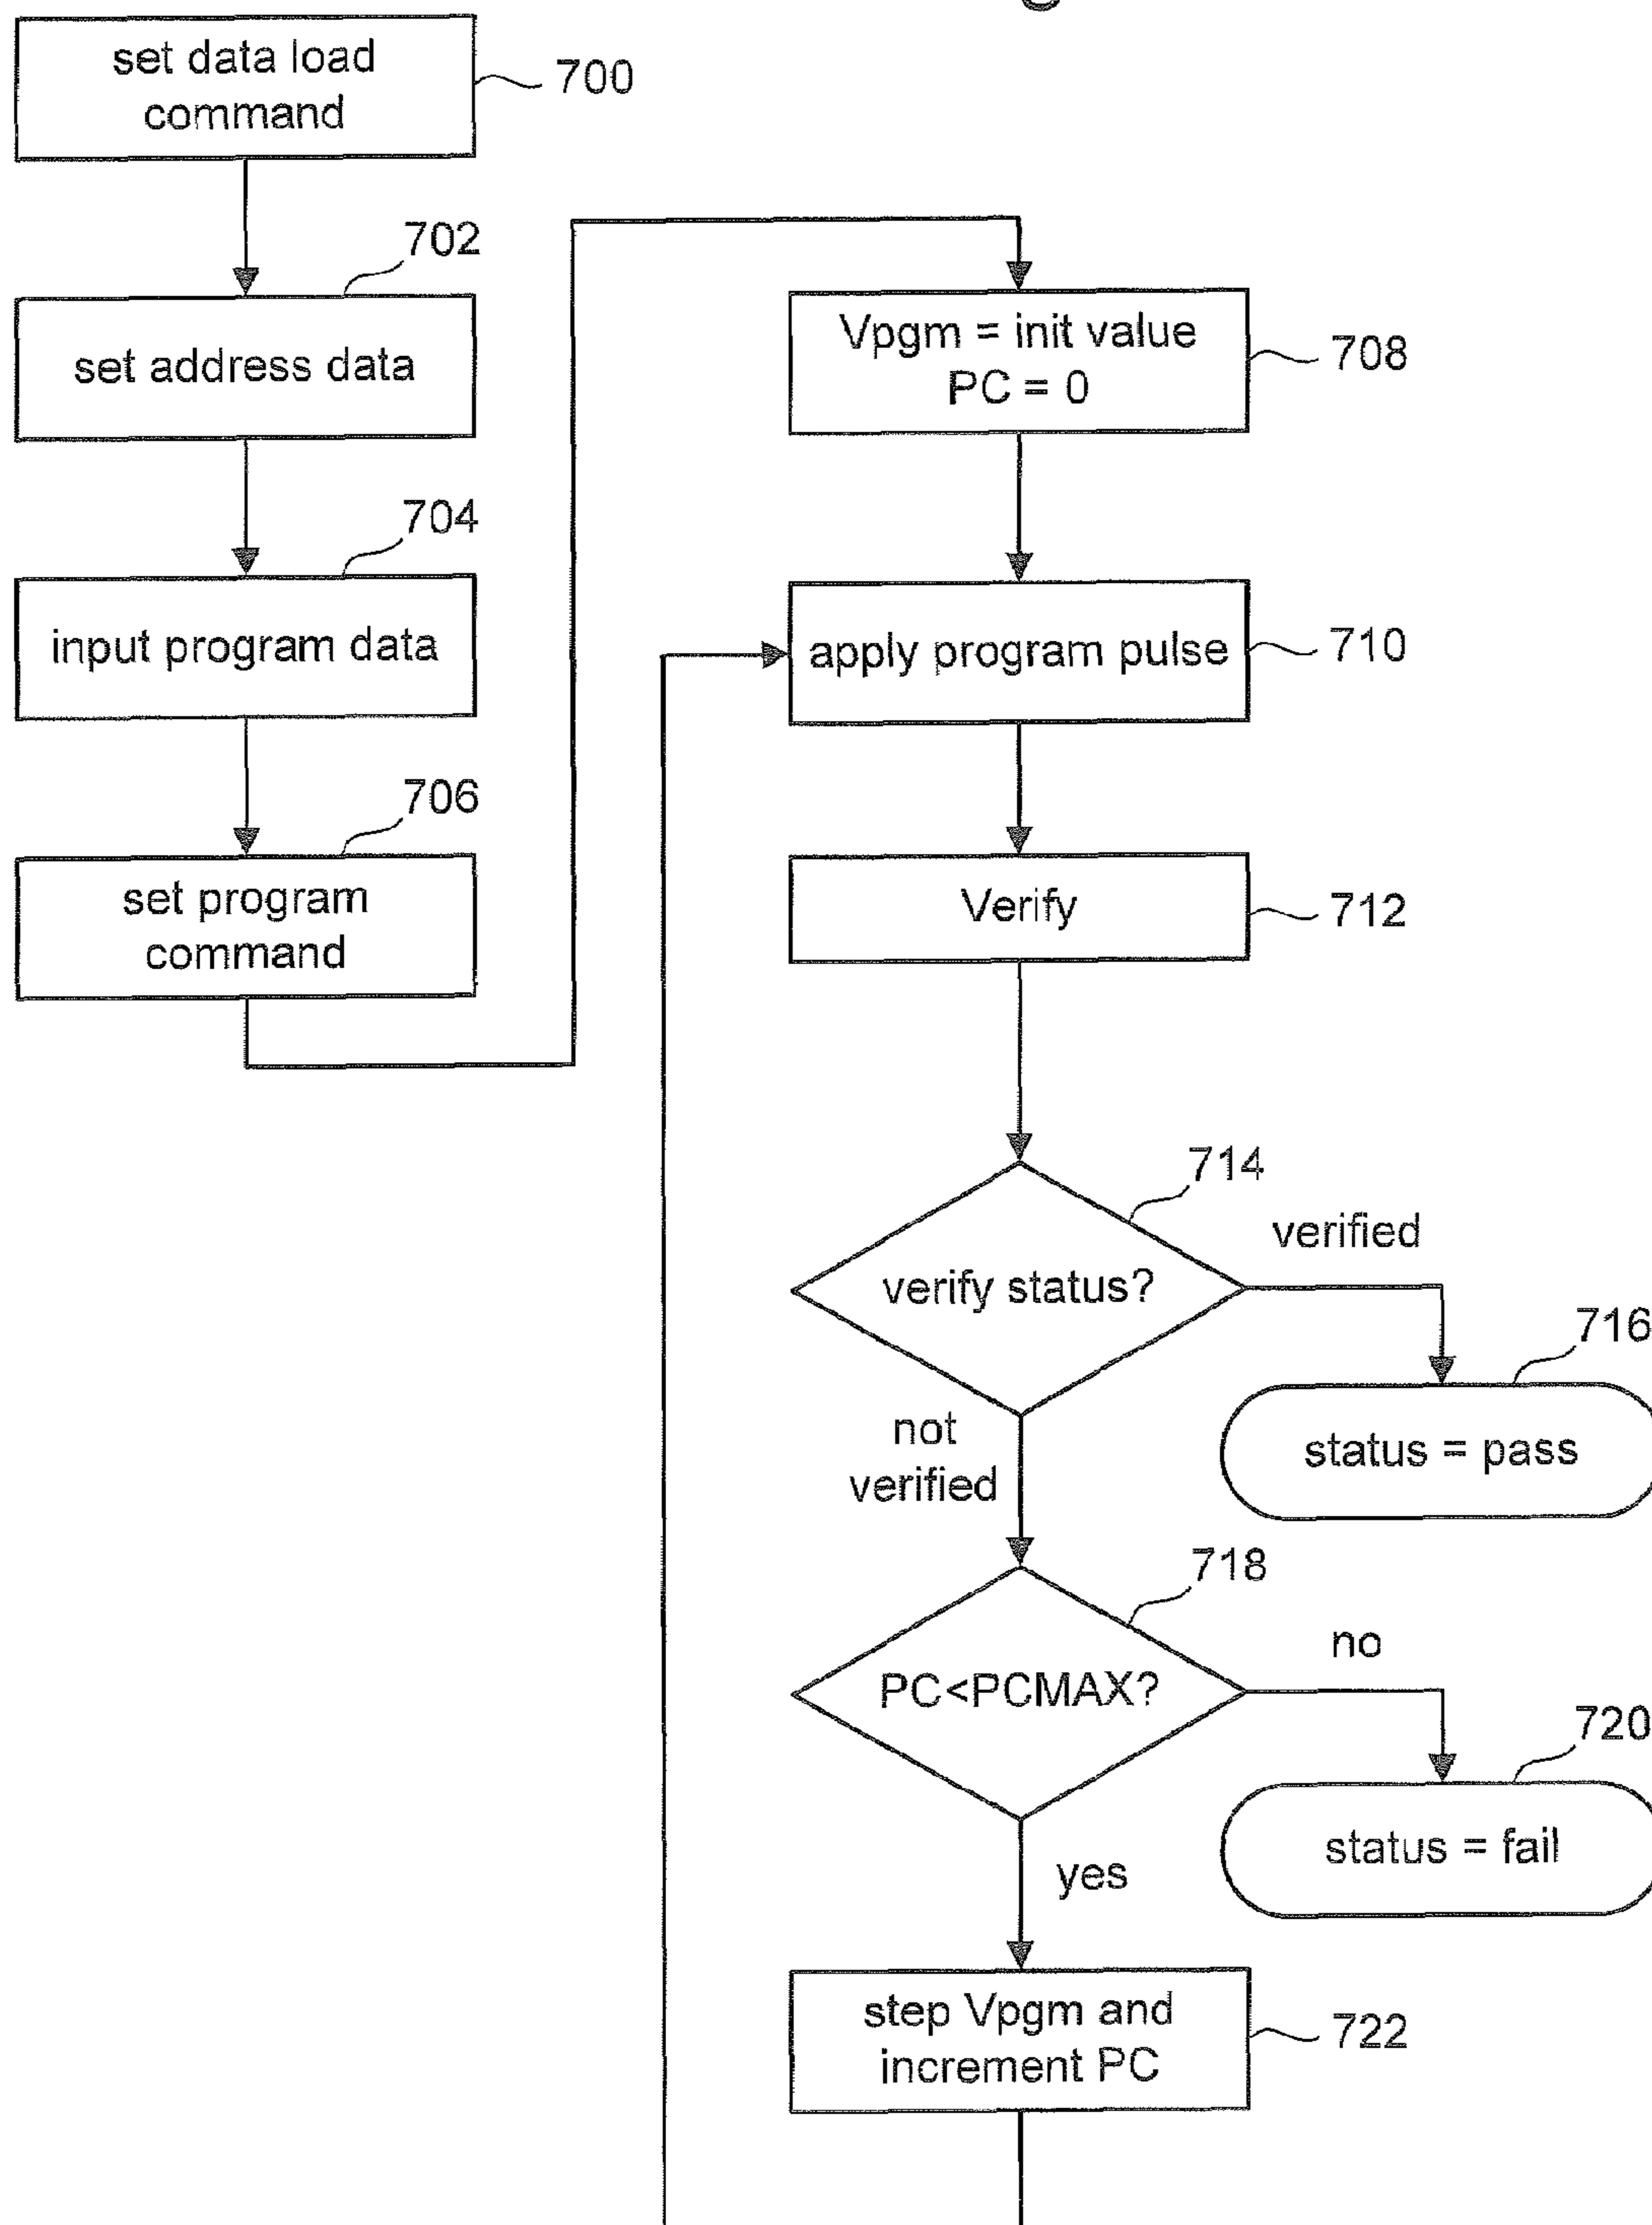 set data load
command
700
702
set address data
704
input program data
706
set program
command
Vpgm = init value
PC = 0
708
apply program pulse
710
Verify
712
714
verify status?
verified
716
status = pass
not
verified
718
PC<PCMAX?
no
720
status = fail
yes
step Vpgm and
increment PC
722